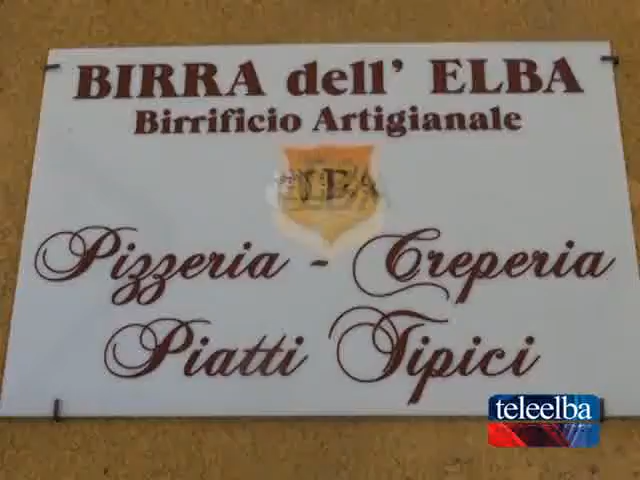 BIRRA dell' ELBA
Birrificio Artigianale
ELBA
Pizzeria - Creperia
Piatti Tipici
teleelba